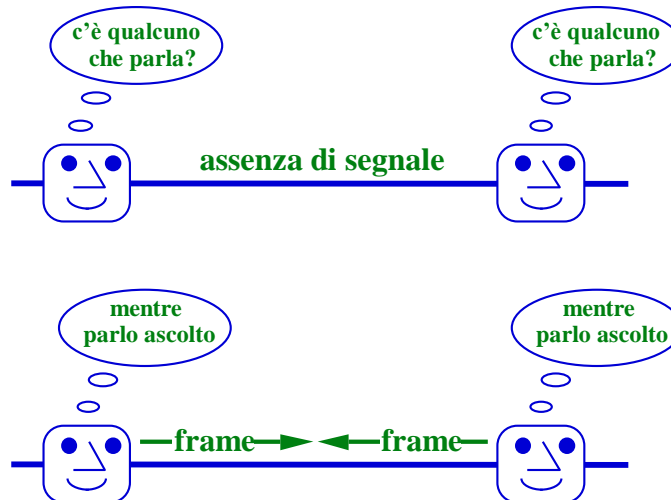 c'è qualcuno
che parla?
c'è qualcuno
che parla?
assenza di segnale
mentre
parlo ascolto
mentre
parlo ascolto
frame
frame